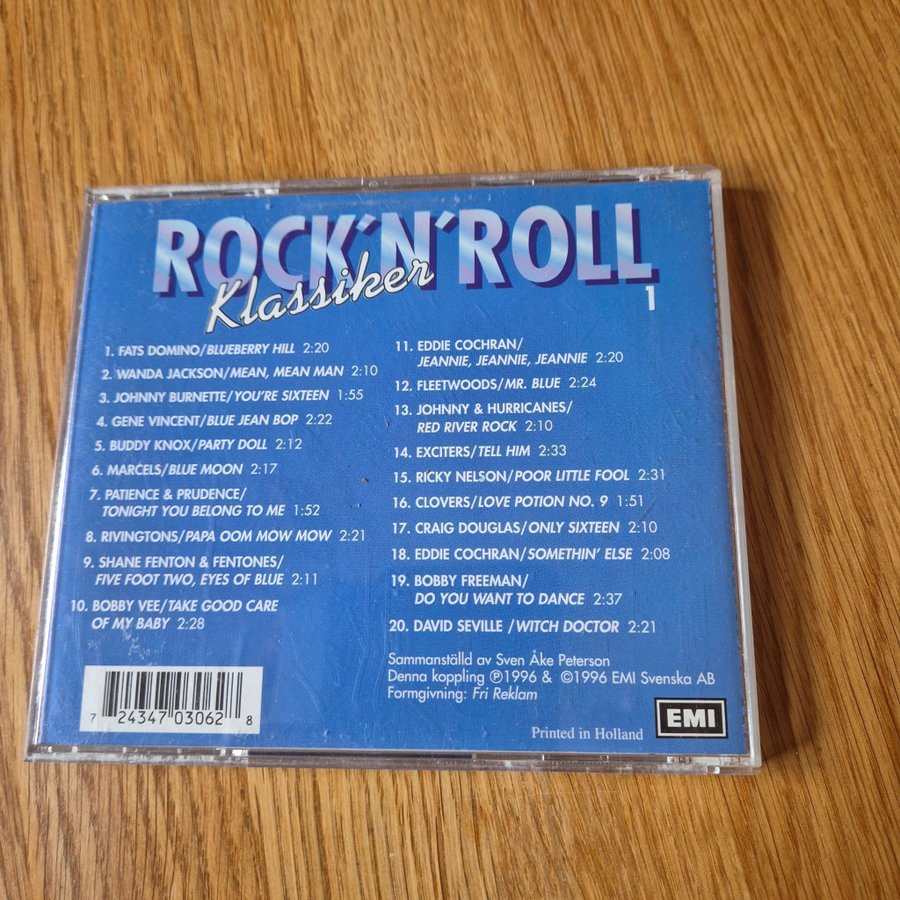 ROCK'N'ROLL
Klassiker
1
1. FATS DOMINO/BLUEBERRY HILL 2:20
2. WANDA JACKSON/MEAN, MEAN MAN 2:10
3. JOHNNY BURNETTE/YOU'RE SIXTEEN 1:55
4. GENE VINCENT/BLUE JEAN BOP 2:22
5. BUDDY KNOX/PARTY DOLL 2:12
6. MARCELS/BLUE MOON 2:17
7. PATIENCE & PRUDENCE/
TONIGHT YOU BELONG TO ME 1:52
8. RIVINGTONS/PAPA OOM MOW MOW 2:21
9. SHANE FENTON & FENTONES/
FIVE FOOT TWO, EYES OF BLUE 2:11
10. BOBBY VEE/TAKE GOOD CARE
OF MY BABY 2:28
11. EDDIE COCHRAN/
JEANNIE, JEANNIE, JEANNIE 2:20
12. FLEETWOODS/MR. BLUE 2:24
13. JOHNNY & HURRICANES/
RED RIVER ROCK 2:10
14. EXCITERS/TELL HIM 2:33
15. RICKY NELSON/POOR LITTLE FOOL 2:31
16. CLOVERS/LOVE POTION NO. 9 1:51
17. CRAIG DOUGLAS/ONLY SIXTEEN 2:10
18. EDDIE COCHRAN/SOMETHIN' ELSE 2:08
19. BOBBY FREEMAN/
DO YOU WANT TO DANCE 2:37
20. DAVID SEVILLE /WITCH DOCTOR 2:21
Sammanställd av Sven Åke Peterson
Denna koppling ℗1996 & ©1996 EMI Svenska AB
Formgivning: Fri Reklam
7 24347 03062 8
Printed in Holland
EMI